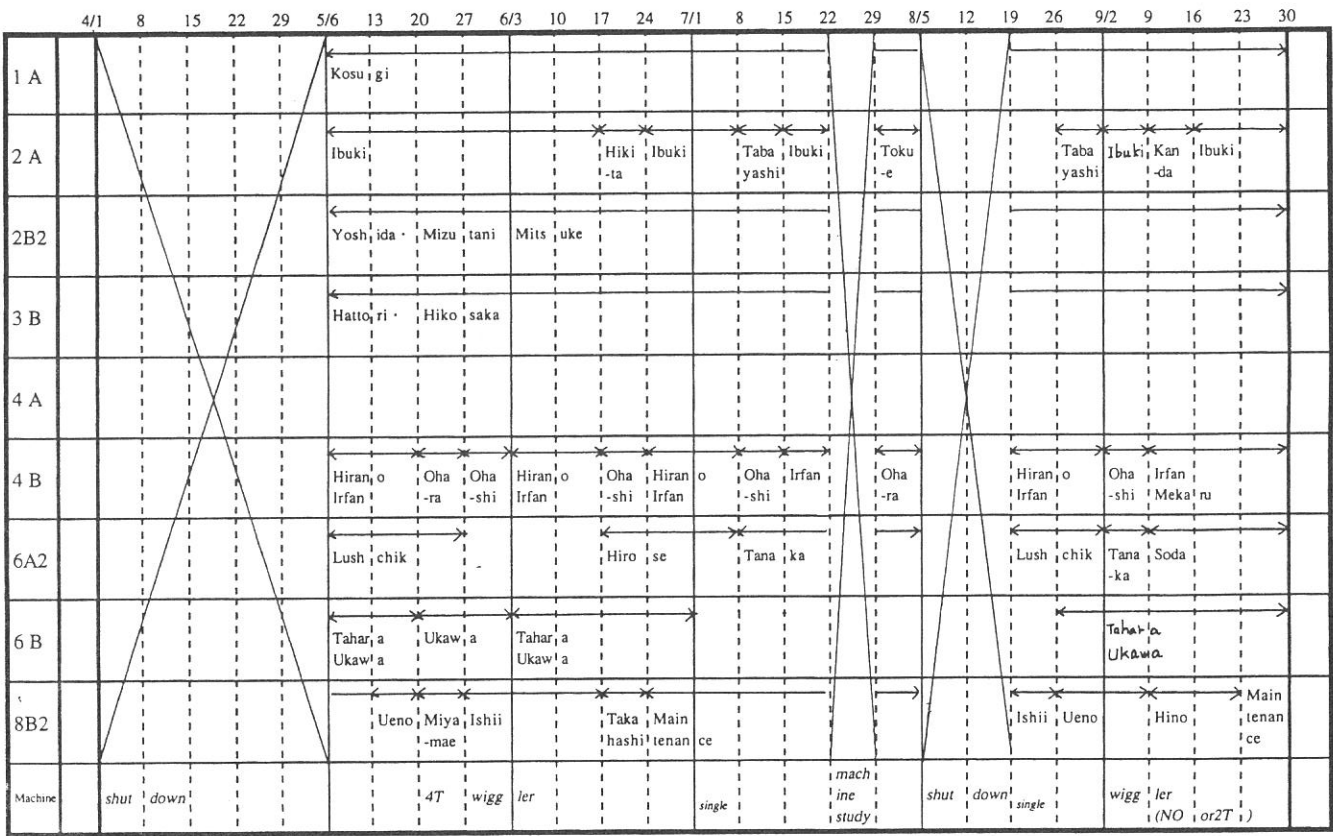 4/1 8 15 22 29 5/6 13 20 27 6/3 10 17 24 7/1 8 15 22 29 8/5 12 19 26 9/2 9 16 23 30
1 A
Kosu gi
2 A
Ibuki Hiki Ibuki Taba Ibuki Toku Taba Ibuki Kan Ibuki
-ta yashi -e yashi -da
2B2
Yosh ida · Mizu tani Mits uke
3 B
Hatto ri · Hiko saka
4 A
4 B
Hiran o Oha Oha Hiran o Oha Hiran o Oha Irfan Oha Hiran o Oha Irfan
Irfan -ra -shi Irfan -shi Irfan -shi -ra Irfan -shi Meka ru
6A2
Lush chik Hiro se Tana ka Lush chik Tana Soda
-ka
6 B
Tahar a Ukaw a Tahar a Tahar a
Ukaw a Ukaw a Ukawa
8B2
Ueno Miya Ishii Taka Main Ishii Ueno Hino Main
-mae hashi tenan ce tenan
ce
Machine
shut down 4T wigg ler single mach shut down single wigg ler
ine (NO or2T )
study